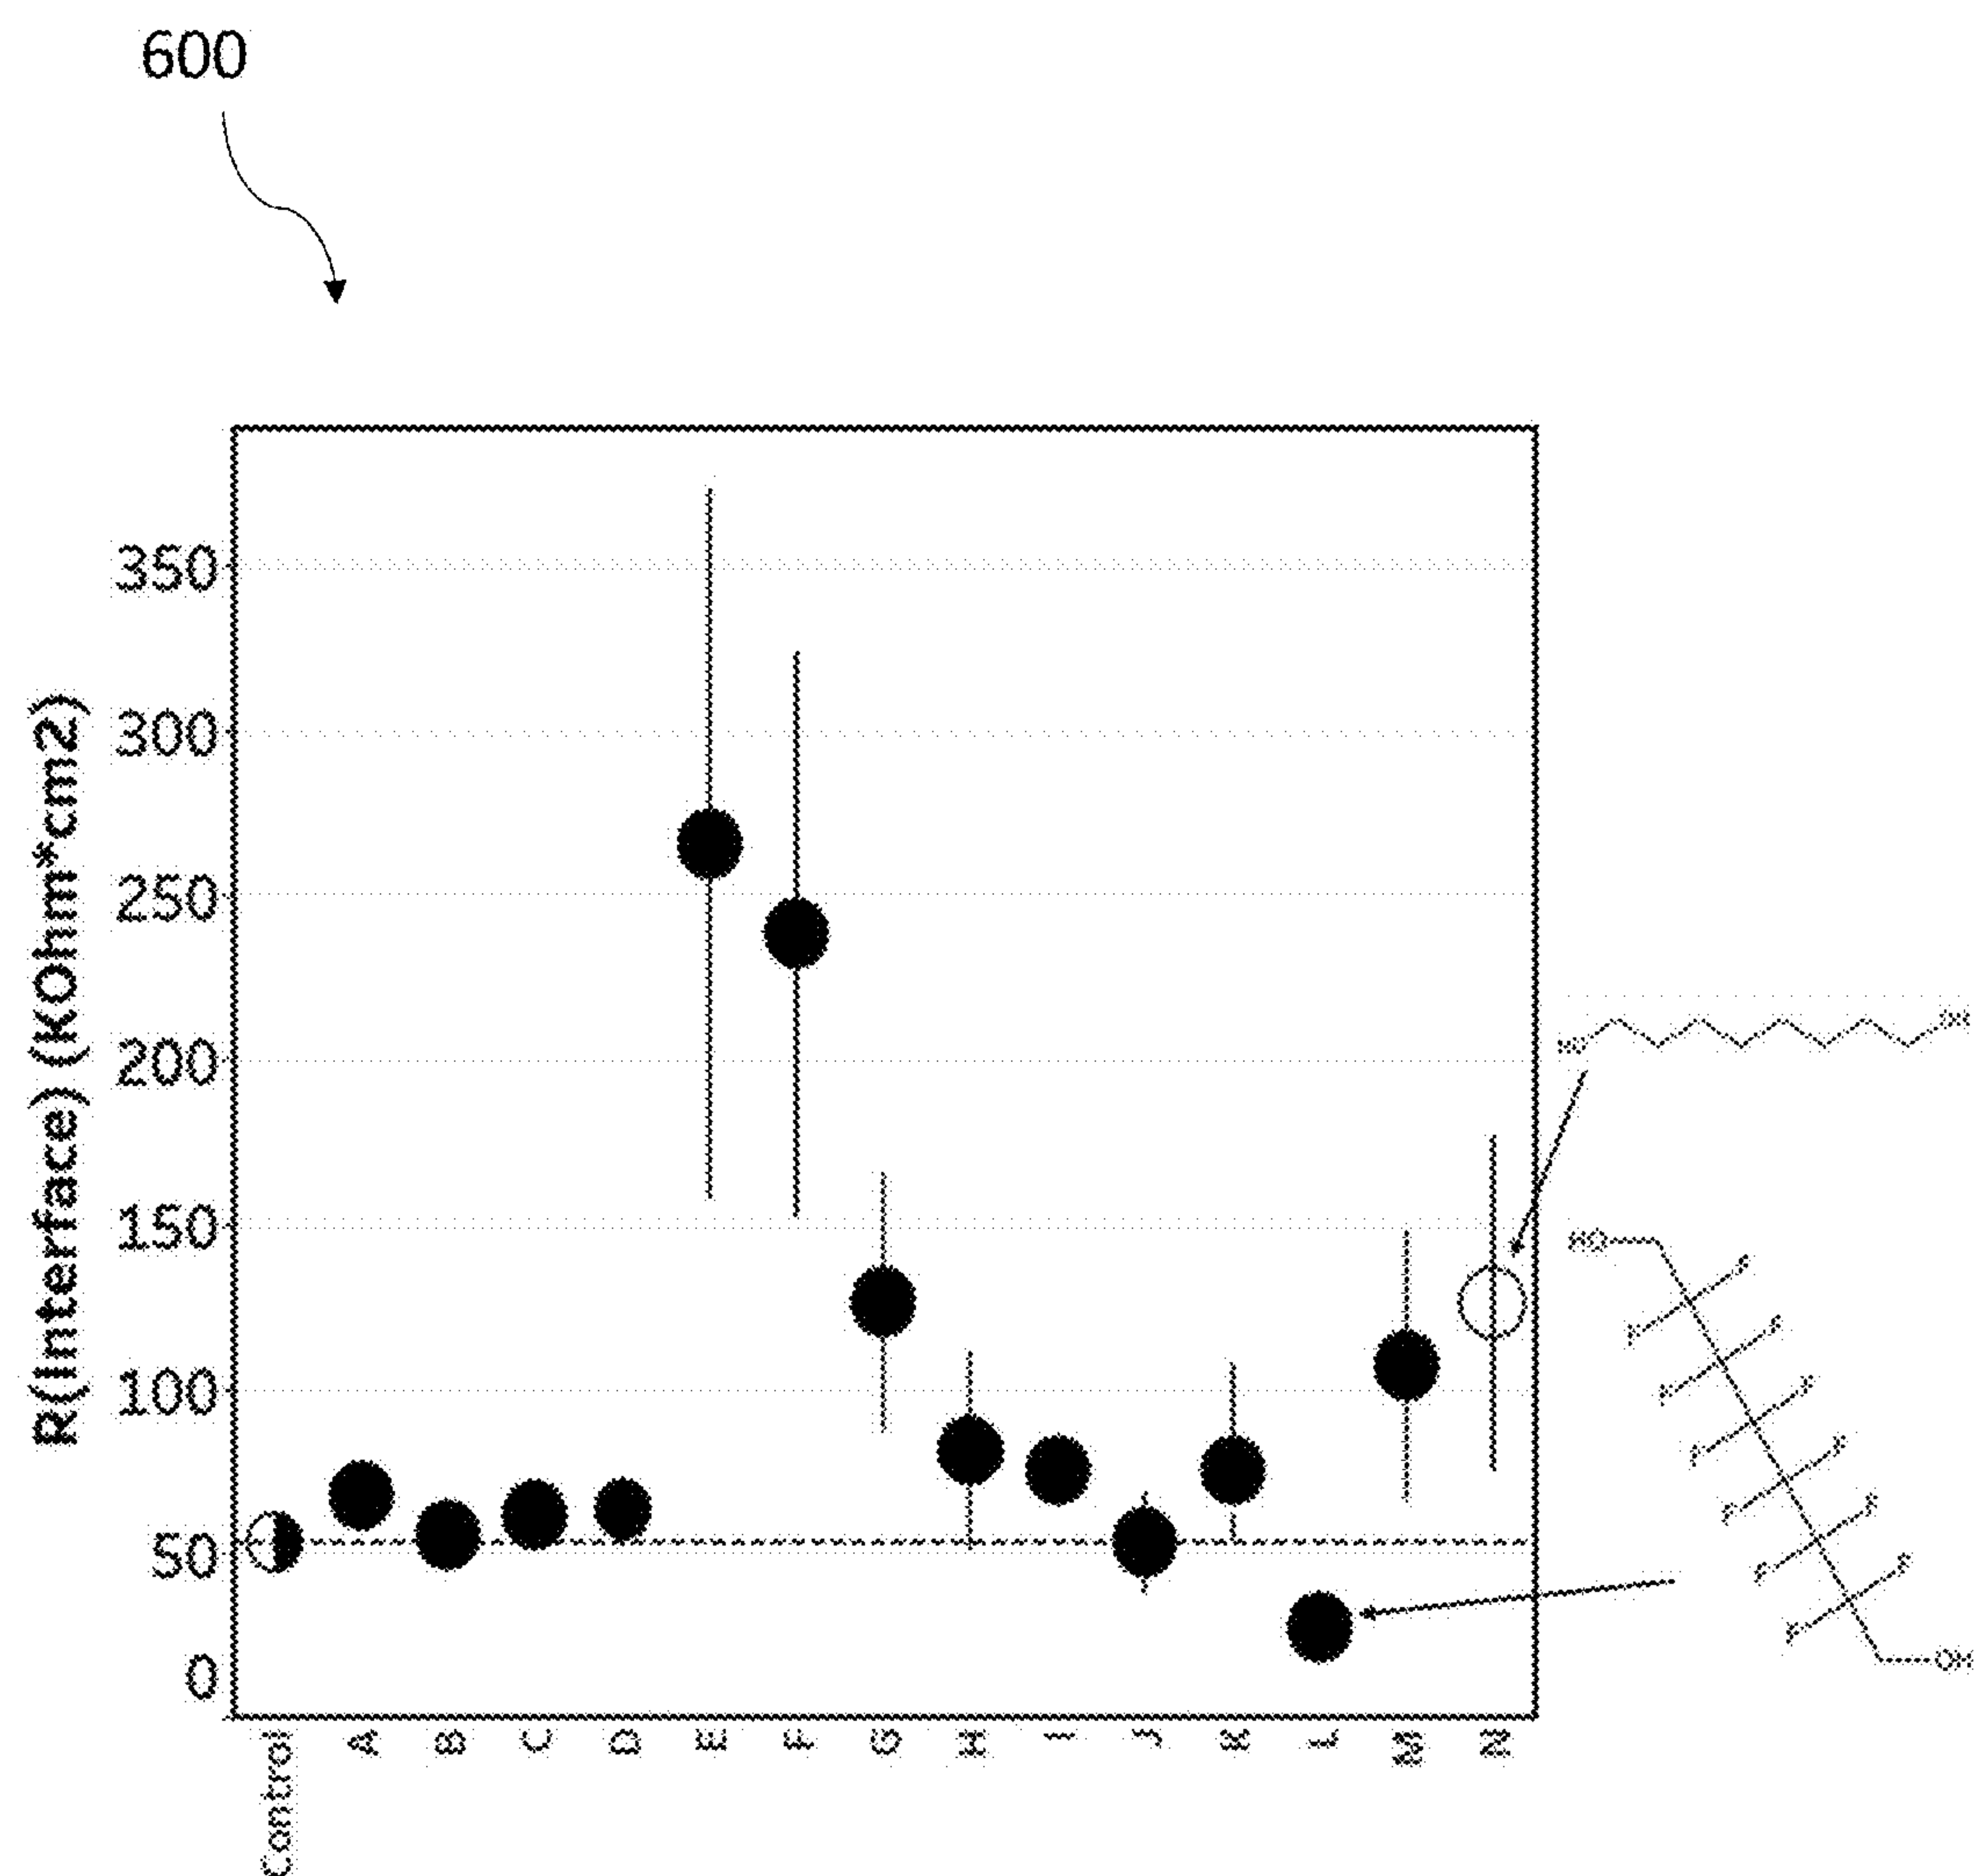 600
R(Interface) (KOhm*cm2)
350
300
250
200
150
100
50
0
Control A B C D E F G H I J K L M N
HO
OH
HO
F F
F F
F F
F F
F F
F F
OH